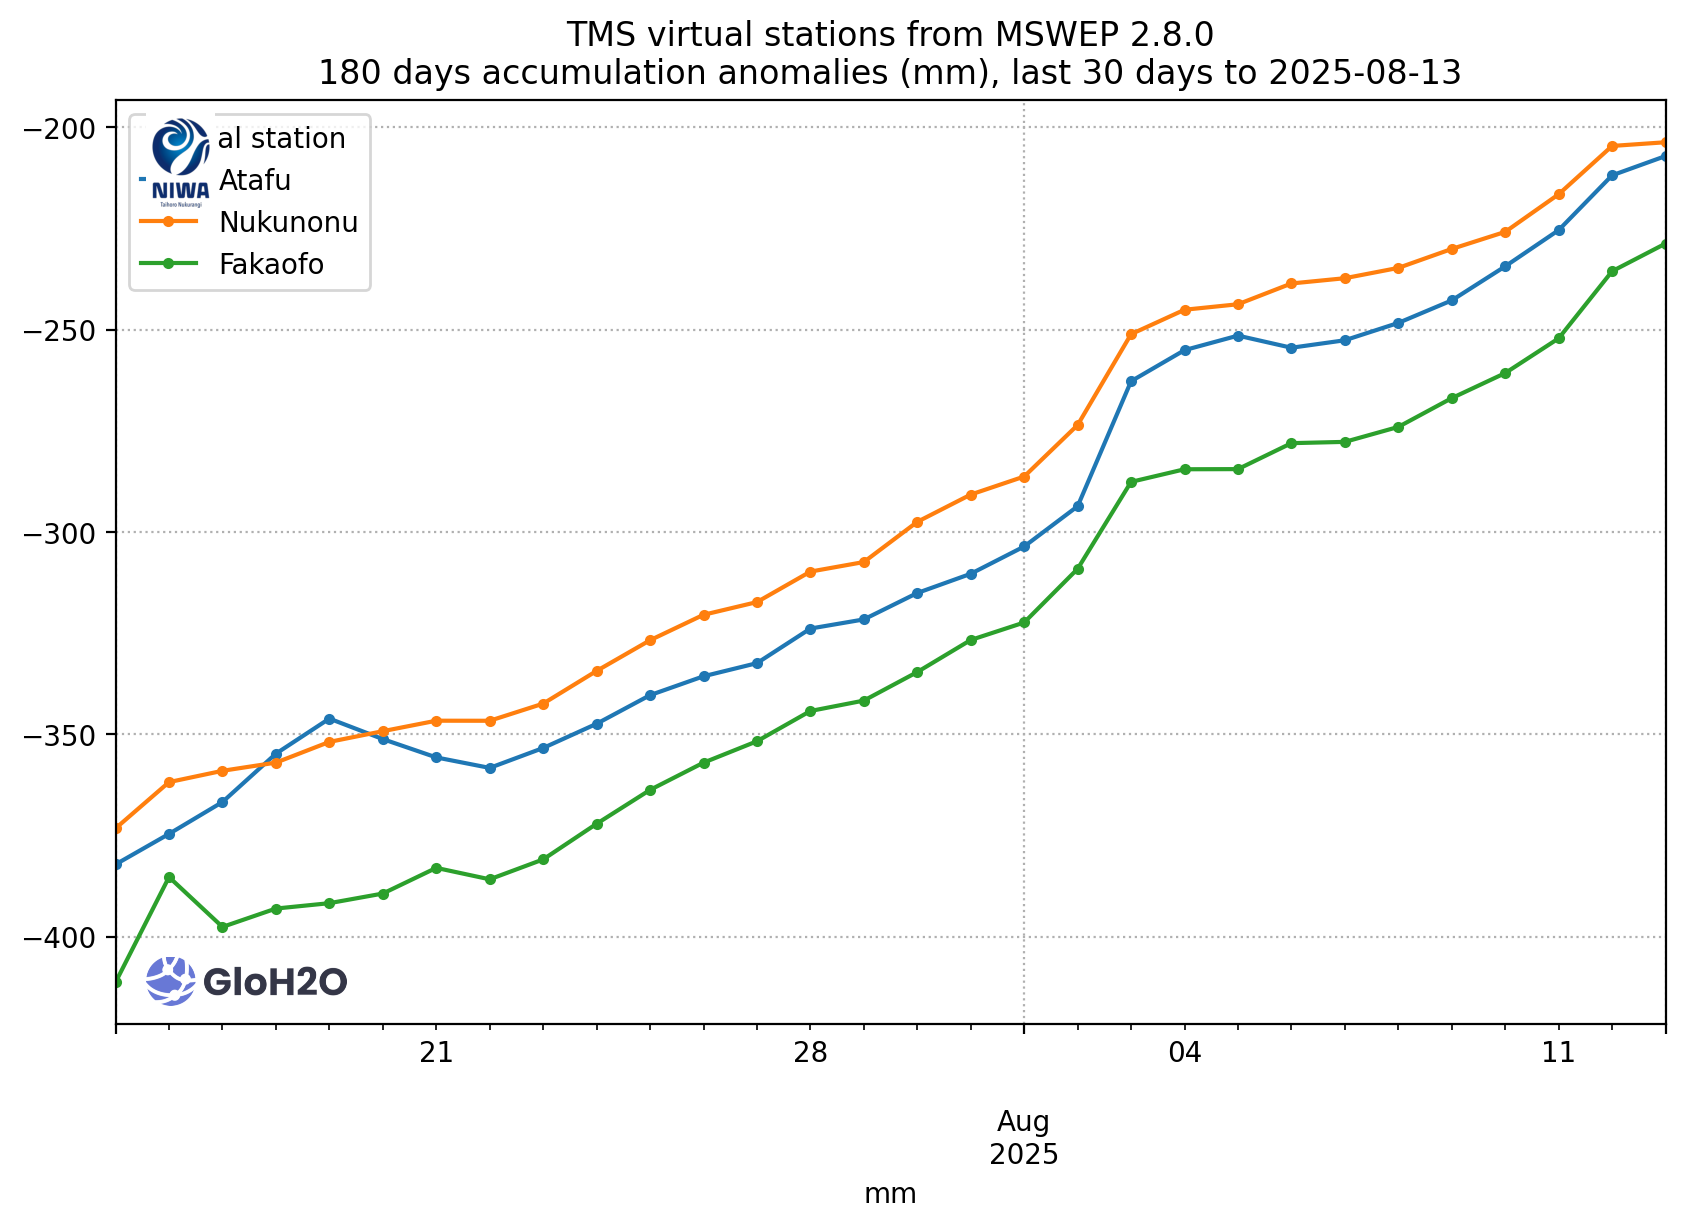 TMS virtual stations from MSWEP 2.8.0
180 days accumulation anomalies (mm), last 30 days to 2025-08-13
−200
−250
−300
−350
−400
al station
Atafu
Nukunonu
Fakaofo
NIWA
Taihoro Nukurangi
GloH2O
21
28
04
11
Aug
2025
mm